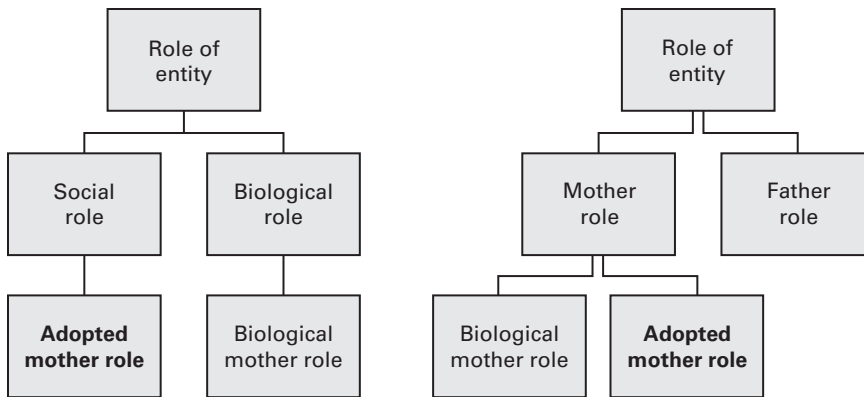 Role of
entity
Role of
entity
Social
role
Biological
role
Mother
role
Father
role
Adopted
mother role
Biological
mother role
Biological
mother role
Adopted
mother role